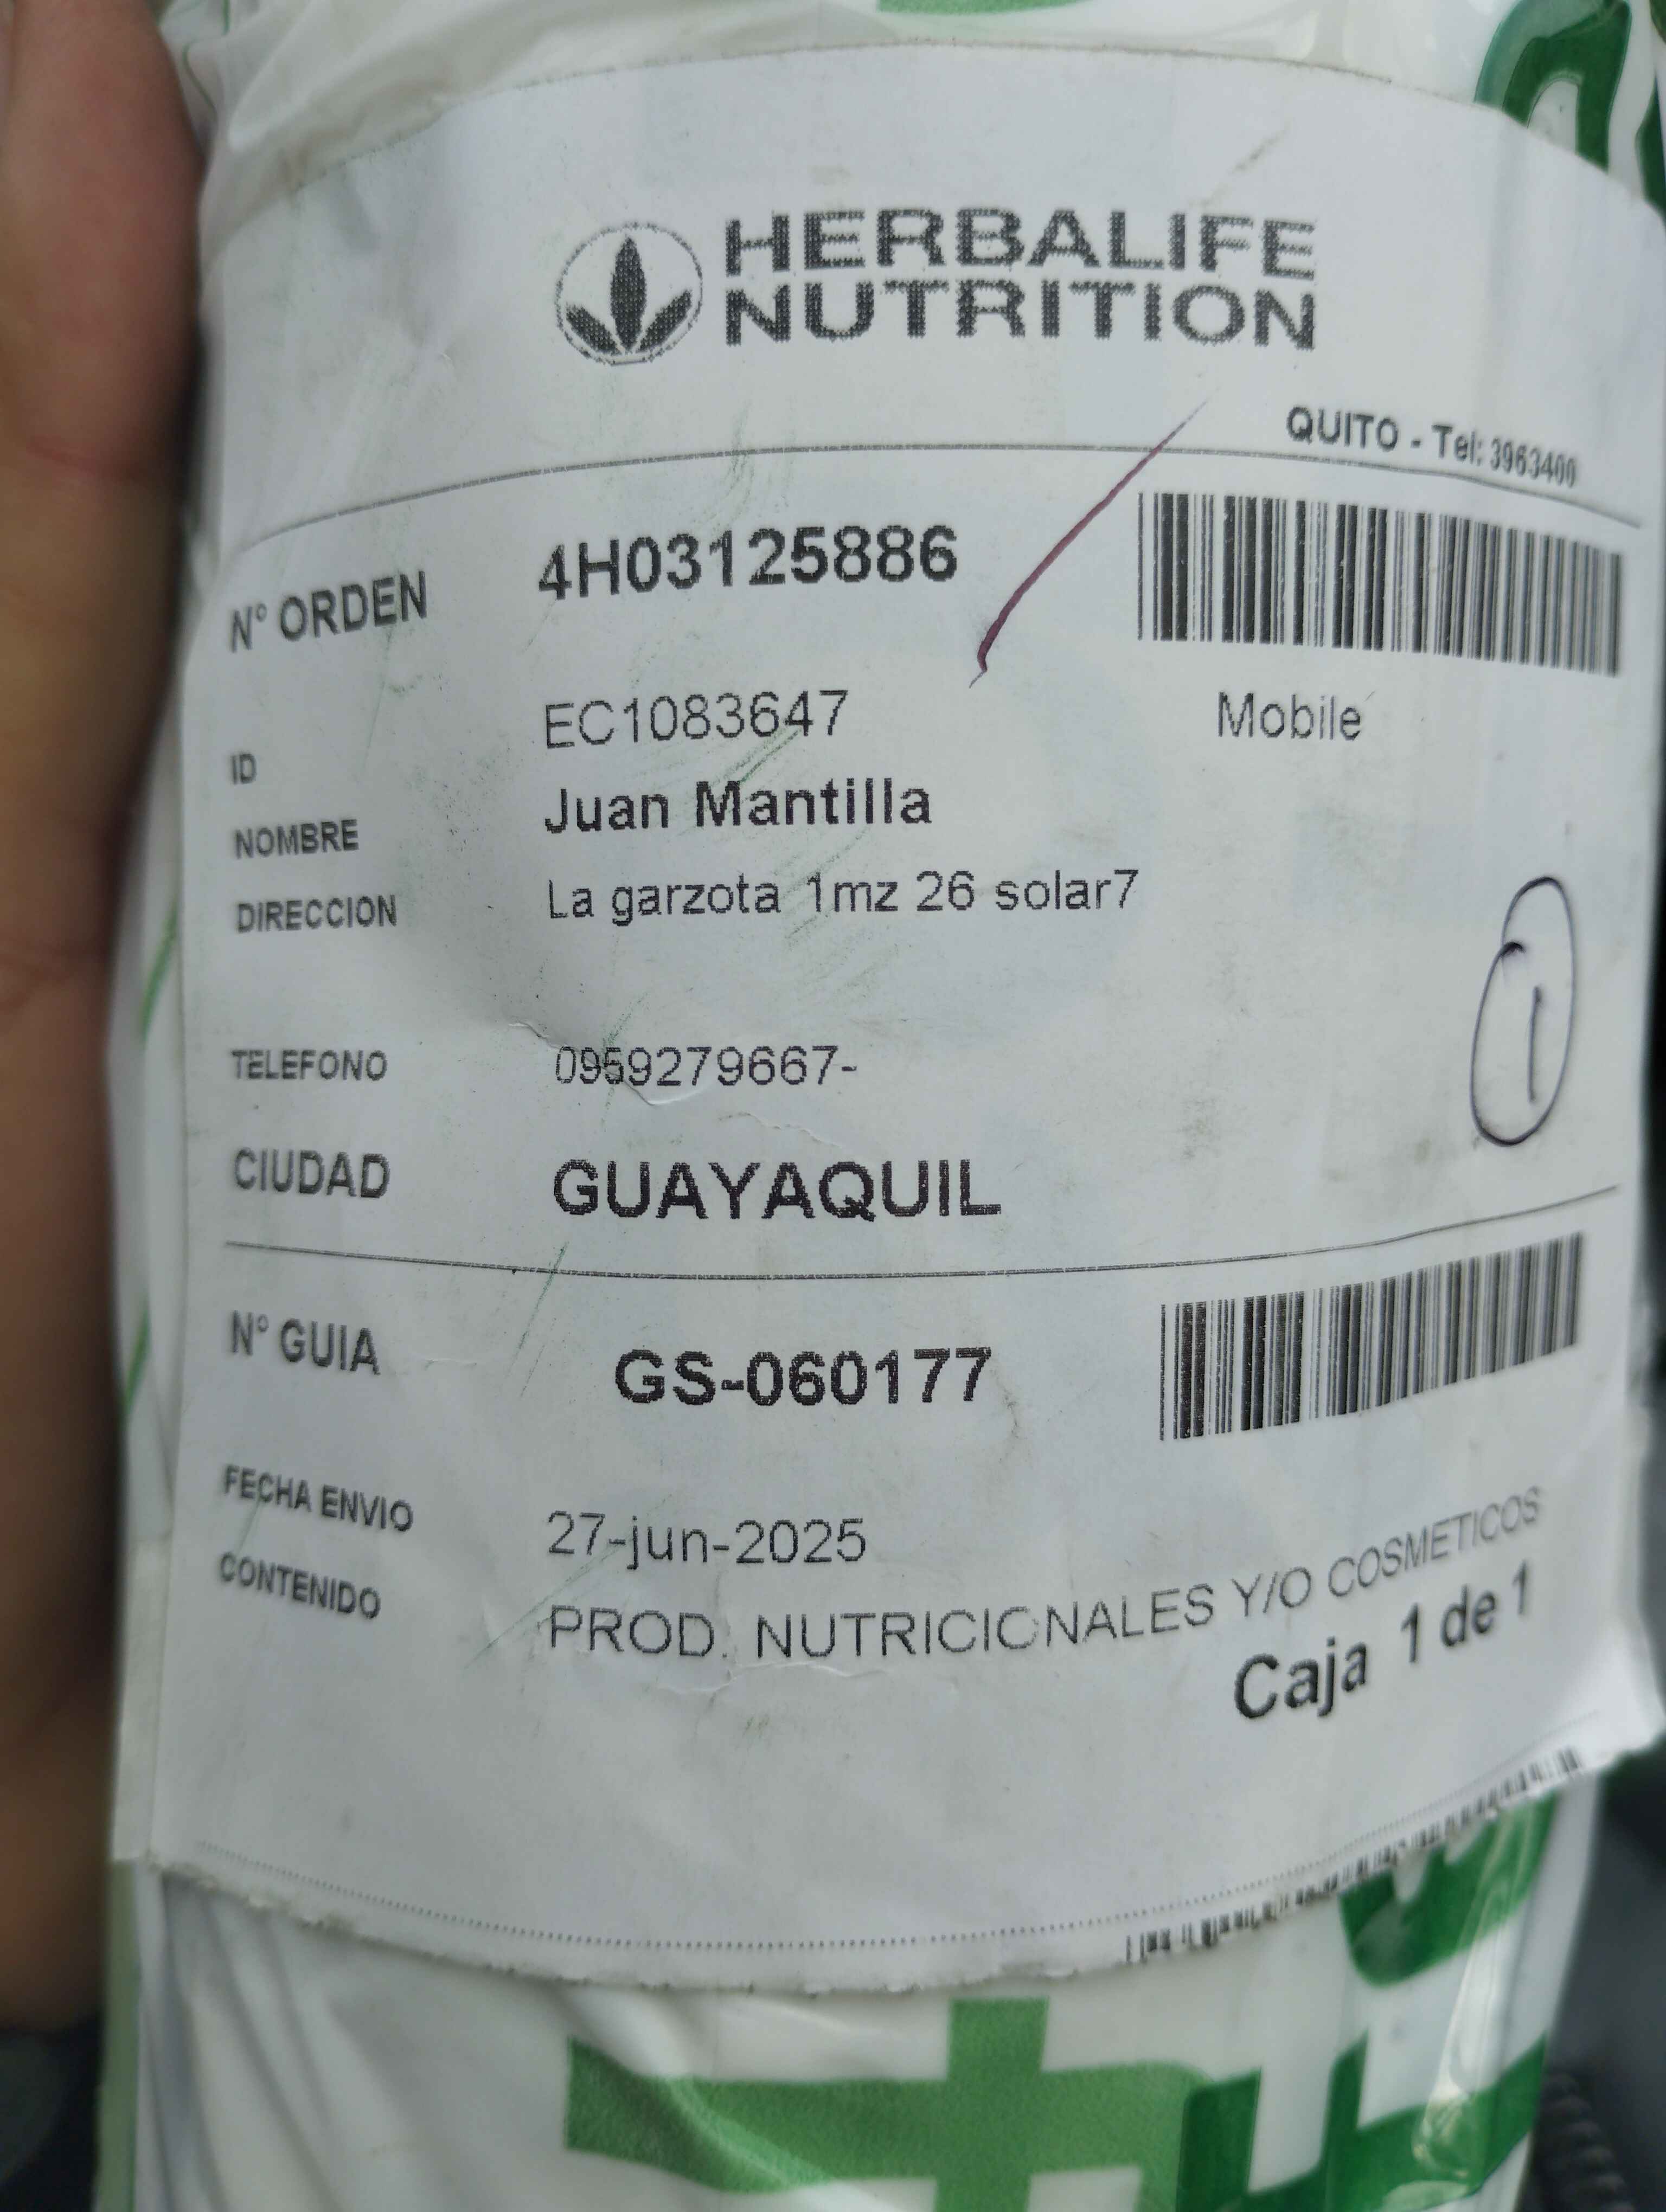 HERBALIFE
NUTRITION
QUITO - Tel: 3963400
N° ORDEN 4H03125886
ID EC1083647 Mobile
NOMBRE Juan Mantilla
DIRECCION La garzota 1mz 26 solar7
1
TELEFONO 0959279667-
CIUDAD GUAYAQUIL
N° GUIA GS-060177
FECHA ENVIO 27-jun-2025
CONTENIDO PROD. NUTRICIONALES Y/O COSMETICOS
Caja 1 de 1